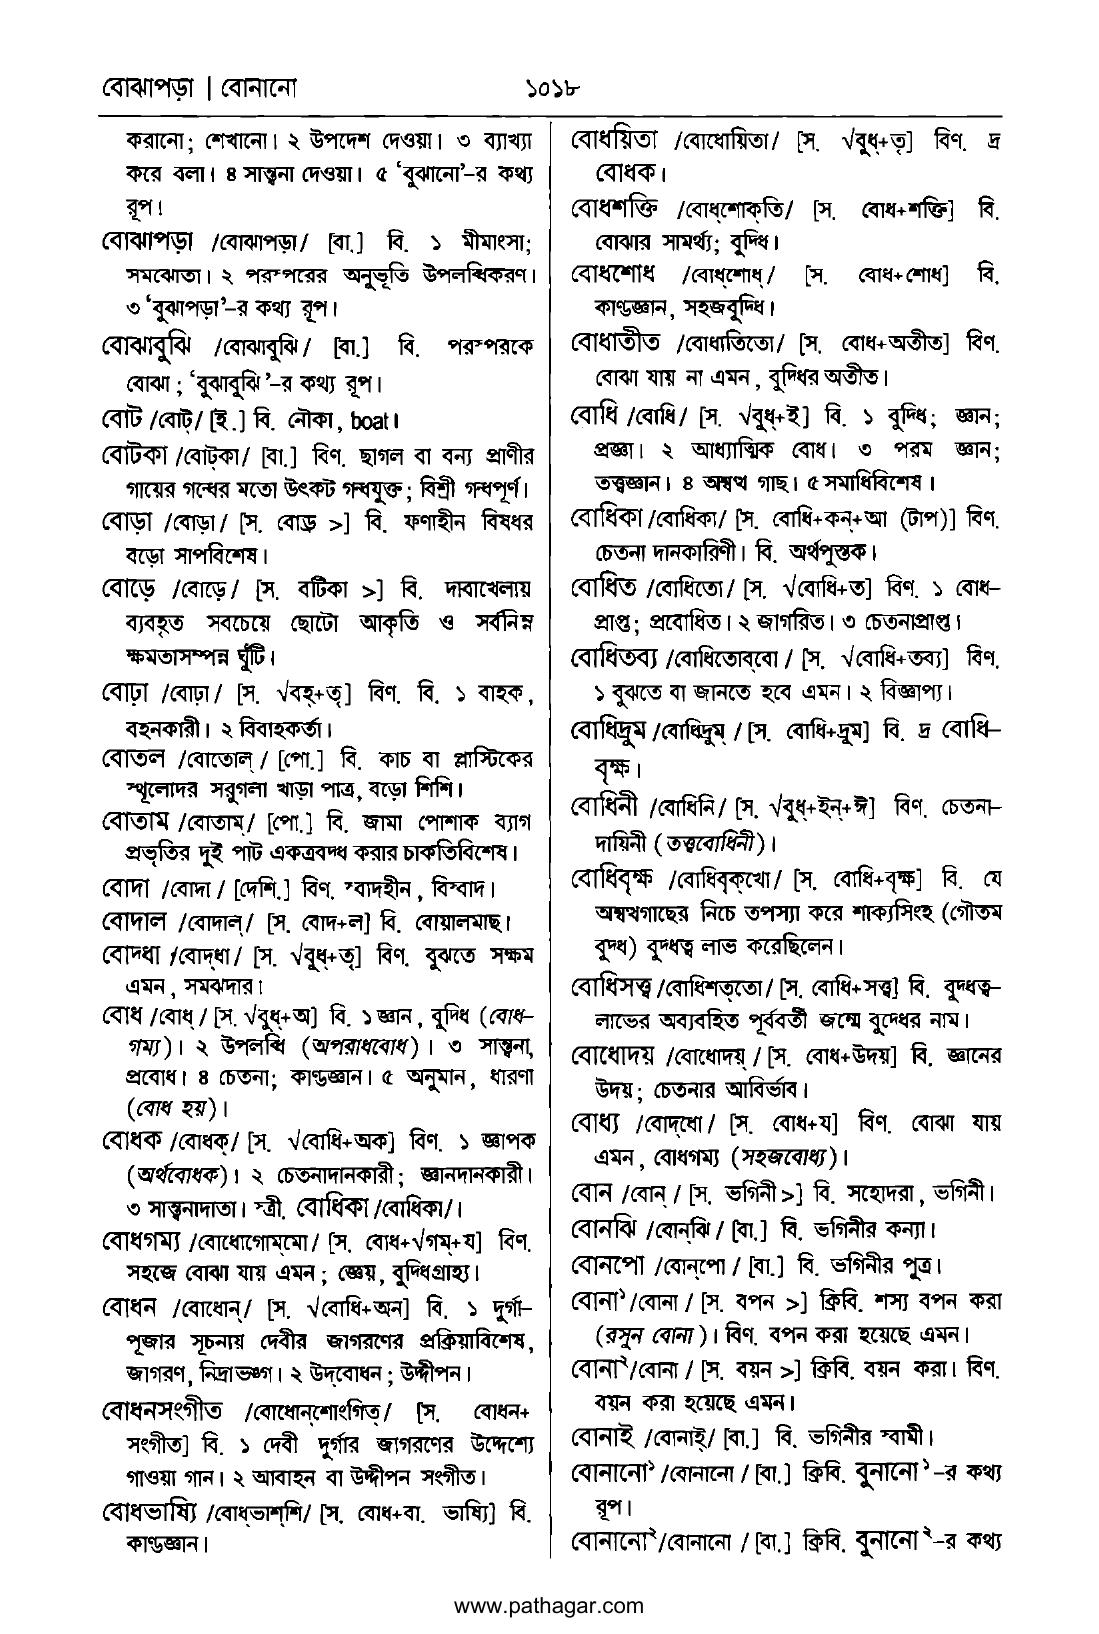 বোঝাপড়া | বোনানো ১০১৮
করানো; শেখানো। ২ উপদেশ দেওয়া। ৩ ব্যাখ্যা
করে বলা। ৪ সান্ত্বনা দেওয়া। ৫ ‘বুঝানো’-র কথ্য
রূপ।
বোঝাপড়া /বোঝাপড়া/ [বা.] বি. ১ মীমাংসা;
সমঝোতা। ২ পরস্পরের অনুভূতি উপলব্ধিকরণ।
৩ ‘বুঝাপড়া’-র কথ্য রূপ।
বোঝাবুঝি /বোঝাবুঝি/ [বা.] বি. পরস্পরকে
বোঝা; ‘বুঝাবুঝি’-র কথ্য রূপ।
বোট /বোট্/ [ই.] বি. নৌকা, boat।
বোটকা /বোট্‌কা/ [বা.] বিণ. ছাগল বা বন্য প্রাণীর
গায়ের গন্ধের মতো উৎকট গন্ধযুক্ত; বিশ্রী গন্ধপূর্ণ।
বোড়া /বোড়া/ [স. বোড্র >] বি. ফণাহীন বিষধর
বড়ো সাপবিশেষ।
বোড়ে /বোড়ে/ [স. বটিকা >] বি. দাবাখেলায়
ব্যবহৃত সবচেয়ে ছোটো আকৃতি ও সর্বনিম্ন
ক্ষমতাসম্পন্ন ঘুঁটি।
বোঢ়া /বোঢ়া/ [স. √বহ্+তৃ] বিণ. বি. ১ বাহক,
বহনকারী। ২ বিবাহকর্তা।
বোতল /বোতোল্/ [পো.] বি. কাচ বা প্লাস্টিকের
স্থূলোদর সরুগলা খাড়া পাত্র, বড়ো শিশি।
বোতাম /বোতাম্/ [পো.] বি. জামা পোশাক ব্যাগ
প্রভৃতির দুই পাট একত্রবদ্ধ করার চাকতিবিশেষ।
বোদা /বোদা/ [দেশি.] বিণ. স্বাদহীন, বিস্বাদ।
বোদাল /বোদাল্/ [স. বোদ+ল] বি. বোয়ালমাছ।
বোদ্ধা /বোদ্‌ধা/ [স. √বুধ্+তৃ] বিণ. বুঝতে সক্ষম
এমন, সমঝদার।
বোধ /বোধ্/ [স. √বুধ্+অ] বি. ১ জ্ঞান, বুদ্ধি (বোধ-
গম্য)। ২ উপলব্ধি (অপরাধবোধ)। ৩ সান্ত্বনা,
প্রবোধ। ৪ চেতনা; কাণ্ডজ্ঞান। ৫ অনুমান, ধারণা
(বোধ হয়)।
বোধক /বোধক্/ [স. √বোধি+অক] বিণ. ১ জ্ঞাপক
(অর্থবোধক)। ২ চেতনাদানকারী; জ্ঞানদানকারী।
৩ সান্ত্বনাদাতা। স্ত্রী. বোধিকা /বোধিকা/।
বোধগম্য /বোধোগোম্‌মো/ [স. বোধ+√গম্+য] বিণ.
সহজে বোঝা যায় এমন; জ্ঞেয়, বুদ্ধিগ্রাহ্য।
বোধন /বোধোন্/ [স. √বোধি+অন] বি. ১ দুর্গা-
পূজার সূচনায় দেবীর জাগরণের প্রক্রিয়াবিশেষ,
জাগরণ, নিদ্রাভঙ্গ। ২ উদ্‌বোধন; উদ্দীপন।
বোধনসংগীত /বোধোন্‌শোংগিত্/ [স. বোধন+
সংগীত] বি. ১ দেবী দুর্গার জাগরণের উদ্দেশ্যে
গাওয়া গান। ২ আবাহন বা উদ্দীপন সংগীত।
বোধভাষ্যি /বোধ্‌ভাশ্‌শি/ [স. বোধ+বা. ভাষ্যি] বি.
কাণ্ডজ্ঞান।
বোধয়িতা /বোধোয়িতা/ [স. √বুধ্+তৃ] বিণ. দ্র
বোধক।
বোধশক্তি /বোধ্‌শোক্‌তি/ [স. বোধ+শক্তি] বি.
বোঝার সামর্থ্য; বুদ্ধি।
বোধশোধ /বোধ্‌শোধ্/ [স. বোধ+শোধ] বি.
কাণ্ডজ্ঞান, সহজবুদ্ধি।
বোধাতীত /বোধাতিতো/ [স. বোধ+অতীত] বিণ.
বোঝা যায় না এমন, বুদ্ধির অতীত।
বোধি /বোধি/ [স. √বুধ্+ই] বি. ১ বুদ্ধি; জ্ঞান;
প্রজ্ঞা। ২ আধ্যাত্মিক বোধ। ৩ পরম জ্ঞান;
তত্ত্বজ্ঞান। ৪ অশ্বত্থ গাছ। ৫ সমাধিবিশেষ।
বোধিকা /বোধিকা/ [স. বোধি+কন্+আ (টাপ)] বিণ.
চেতনা দানকারিণী। বি. অর্থপুস্তক।
বোধিত /বোধিতো/ [স. √বোধি+ত] বিণ. ১ বোধ-
প্রাপ্ত; প্রবোধিত। ২ জাগরিত। ৩ চেতনাপ্রাপ্ত।
বোধিতব্য /বোধিতোব্‌বো/ [স. √বোধি+তব্য] বিণ.
১ বুঝতে বা জানতে হবে এমন। ২ বিজ্ঞাপ্য।
বোধিদ্রুম /বোধিদ্রুম্/ [স. বোধি+দ্রুম] বি. দ্র বোধি-
বৃক্ষ।
বোধিনী /বোধিনি/ [স. √বুধ্+ইন্+ঈ] বিণ. চেতনা-
দায়িনী (তত্ত্ববোধিনী)।
বোধিবৃক্ষ /বোধিবৃক্‌খো/ [স. বোধি+বৃক্ষ] বি. যে
অশ্বত্থগাছের নিচে তপস্যা করে শাক্যসিংহ (গৌতম
বুদ্ধ) বুদ্ধত্ব লাভ করেছিলেন।
বোধিসত্ত্ব /বোধিশত্‌তো/ [স. বোধি+সত্ত্ব] বি. বুদ্ধত্ব-
লাভের অব্যবহিত পূর্ববর্তী জন্মে বুদ্ধের নাম।
বোধোদয় /বোধোদয়্/ [স. বোধ+উদয়] বি. জ্ঞানের
উদয়; চেতনার আবির্ভাব।
বোধ্য /বোদ্‌ধো/ [স. বোধ+য] বিণ. বোঝা যায়
এমন, বোধগম্য (সহজবোধ্য)।
বোন /বোন্/ [স. ভগিনী>] বি. সহোদরা, ভগিনী।
বোনঝি /বোন্‌ঝি/ [বা.] বি. ভগিনীর কন্যা।
বোনপো /বোন্‌পো/ [বা.] বি. ভগিনীর পুত্র।
বোনা¹ /বোনা/ [স. বপন >] ক্রিবি. শস্য বপন করা
(রসুন বোনা)। বিণ. বপন করা হয়েছে এমন।
বোনা² /বোনা/ [স. বয়ন >] ক্রিবি. বয়ন করা। বিণ.
বয়ন করা হয়েছে এমন।
বোনাই /বোনাই্/ [বা.] বি. ভগিনীর স্বামী।
বোনানো¹ /বোনানো/ [বা.] ক্রিবি. বুনানো¹-র কথ্য
রূপ।
বোনানো² /বোনানো/ [বা.] ক্রিবি. বুনানো²-র কথ্য
www.pathagar.com